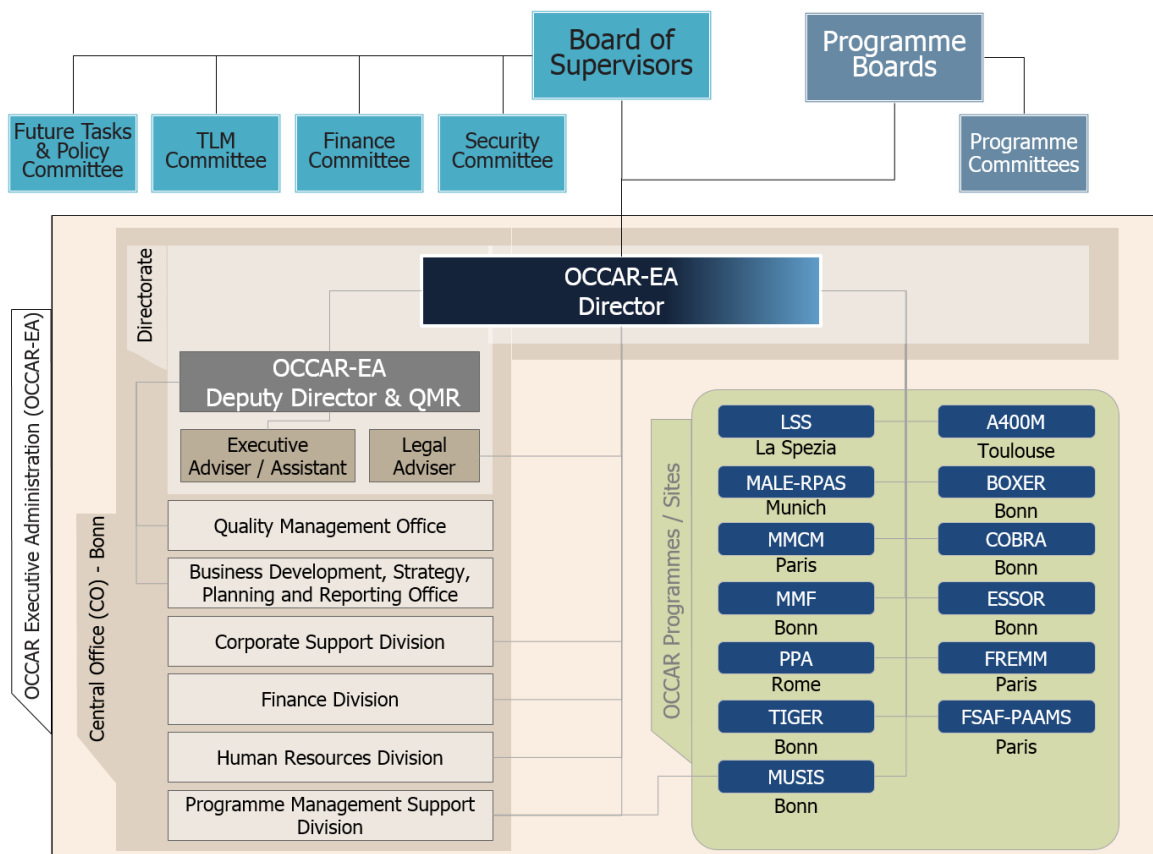 Board of
Supervisors
Programme
Boards
Future Tasks
& Policy
Committee
TLM
Committee
Finance
Committee
Security
Committee
Programme
Committees
OCCAR Executive Administration (OCCAR-EA)
Central Office (CO) - Bonn
Directorate
OCCAR-EA
Director
OCCAR-EA
Deputy Director & QMR
Executive
Adviser / Assistant
Legal
Adviser
Quality Management Office
Business Development, Strategy,
Planning and Reporting Office
Corporate Support Division
Finance Division
Human Resources Division
Programme Management Support
Division
OCCAR Programmes / Sites
LSS
La Spezia
A400M
Toulouse
MALE-RPAS
Munich
BOXER
Bonn
MMCM
Paris
COBRA
Bonn
MMF
Bonn
ESSOR
Bonn
PPA
Rome
FREMM
Paris
TIGER
Bonn
FSAF-PAAMS
Paris
MUSIS
Bonn